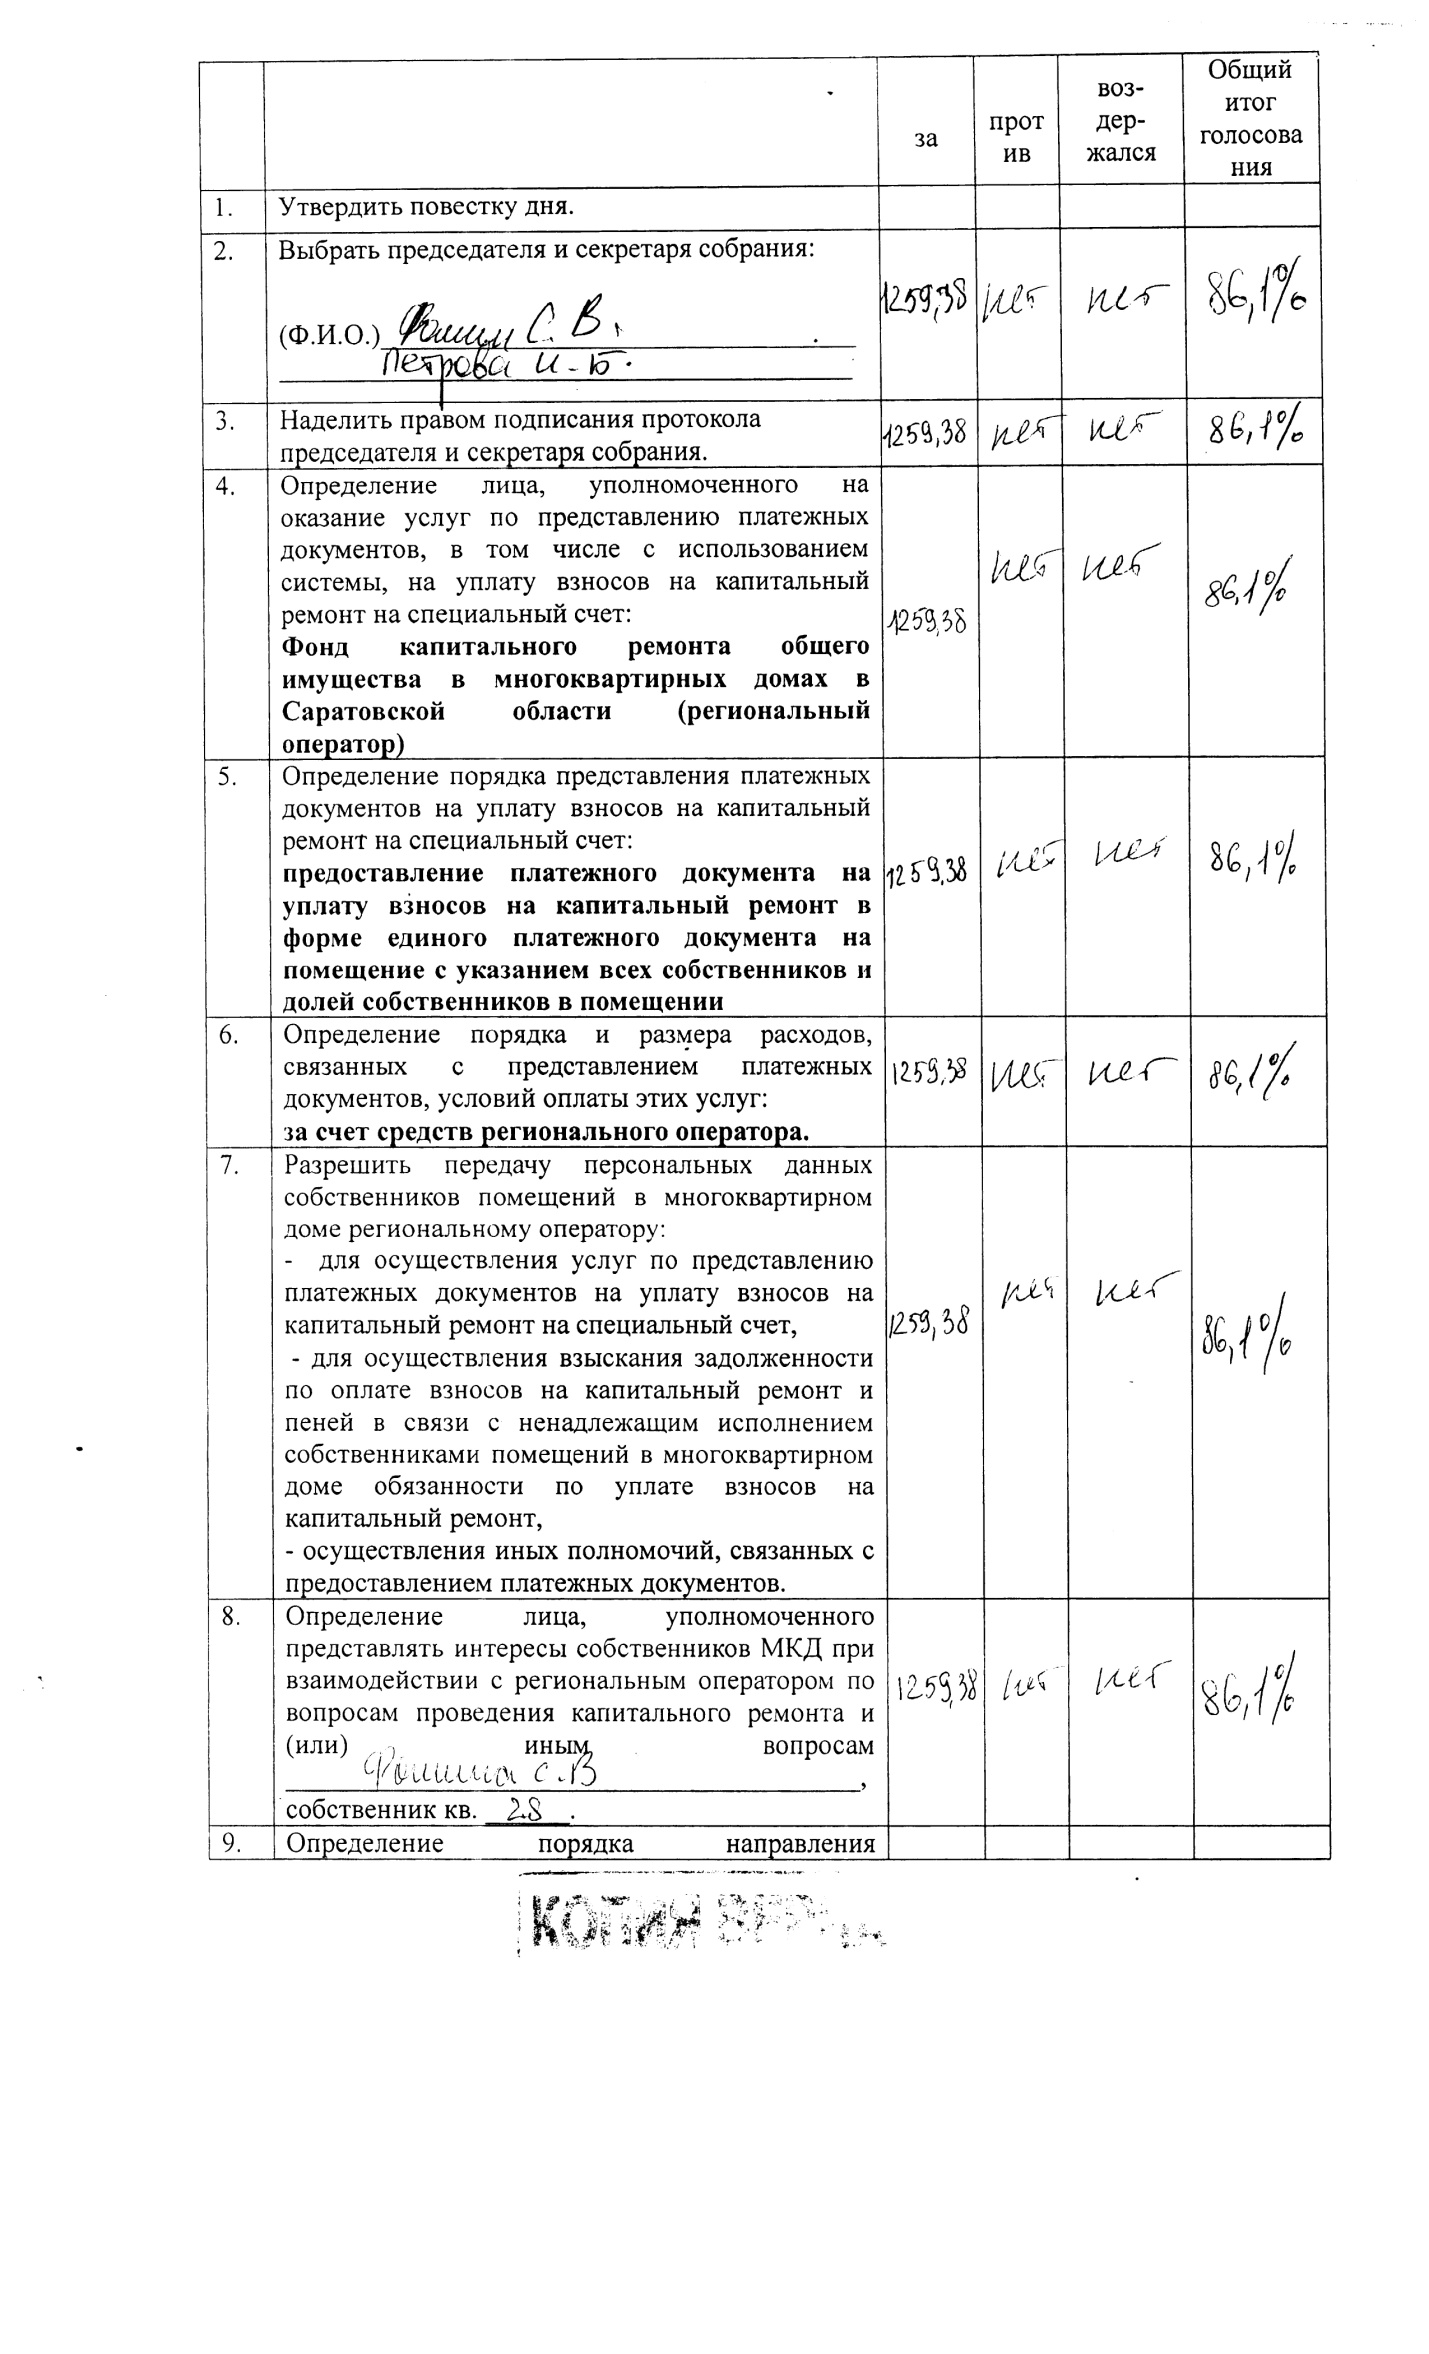 за
прот
ив
воз-
дер-
жался
Общий
итог
голосова
ния
1. Утвердить повестку дня.
2. Выбрать председателя и секретаря собрания:
1259,38 нет нет 86,1%
(Ф.И.О.) С. В.
Петрова И.Б.
3. Наделить правом подписания протокола
председателя и секретаря собрания.
1259,38 нет нет 86,1%
4. Определение лица, уполномоченного на
оказание услуг по представлению платежных
документов, в том числе с использованием
системы, на уплату взносов на капитальный
ремонт на специальный счет:
Фонд капитального ремонта общего
имущества в многоквартирных домах в
Саратовской области (региональный
оператор)
1259,38 нет нет 86,1%
5. Определение порядка представления платежных
документов на уплату взносов на капитальный
ремонт на специальный счет:
предоставление платежного документа на
уплату взносов на капитальный ремонт в
форме единого платежного документа на
помещение с указанием всех собственников и
долей собственников в помещении
1259,38 нет нет 86,1%
6. Определение порядка и размера расходов,
связанных с представлением платежных
документов, условий оплаты этих услуг:
за счет средств регионального оператора.
1259,38 нет нет 86,1%
7. Разрешить передачу персональных данных
собственников помещений в многоквартирном
доме региональному оператору:
- для осуществления услуг по представлению
платежных документов на уплату взносов на
капитальный ремонт на специальный счет,
- для осуществления взыскания задолженности
по оплате взносов на капитальный ремонт и
пеней в связи с ненадлежащим исполнением
собственниками помещений в многоквартирном
доме обязанности по уплате взносов на
капитальный ремонт,
- осуществления иных полномочий, связанных с
предоставлением платежных документов.
1259,38 нет нет 86,1%
8. Определение лица, уполномоченного
представлять интересы собственников МКД при
взаимодействии с региональным оператором по
вопросам проведения капитального ремонта и
(или) иным вопросам
С.В ,
собственник кв. 28 .
1259,38 нет нет 86,1%
9. Определение порядка направления
КОПИЯ